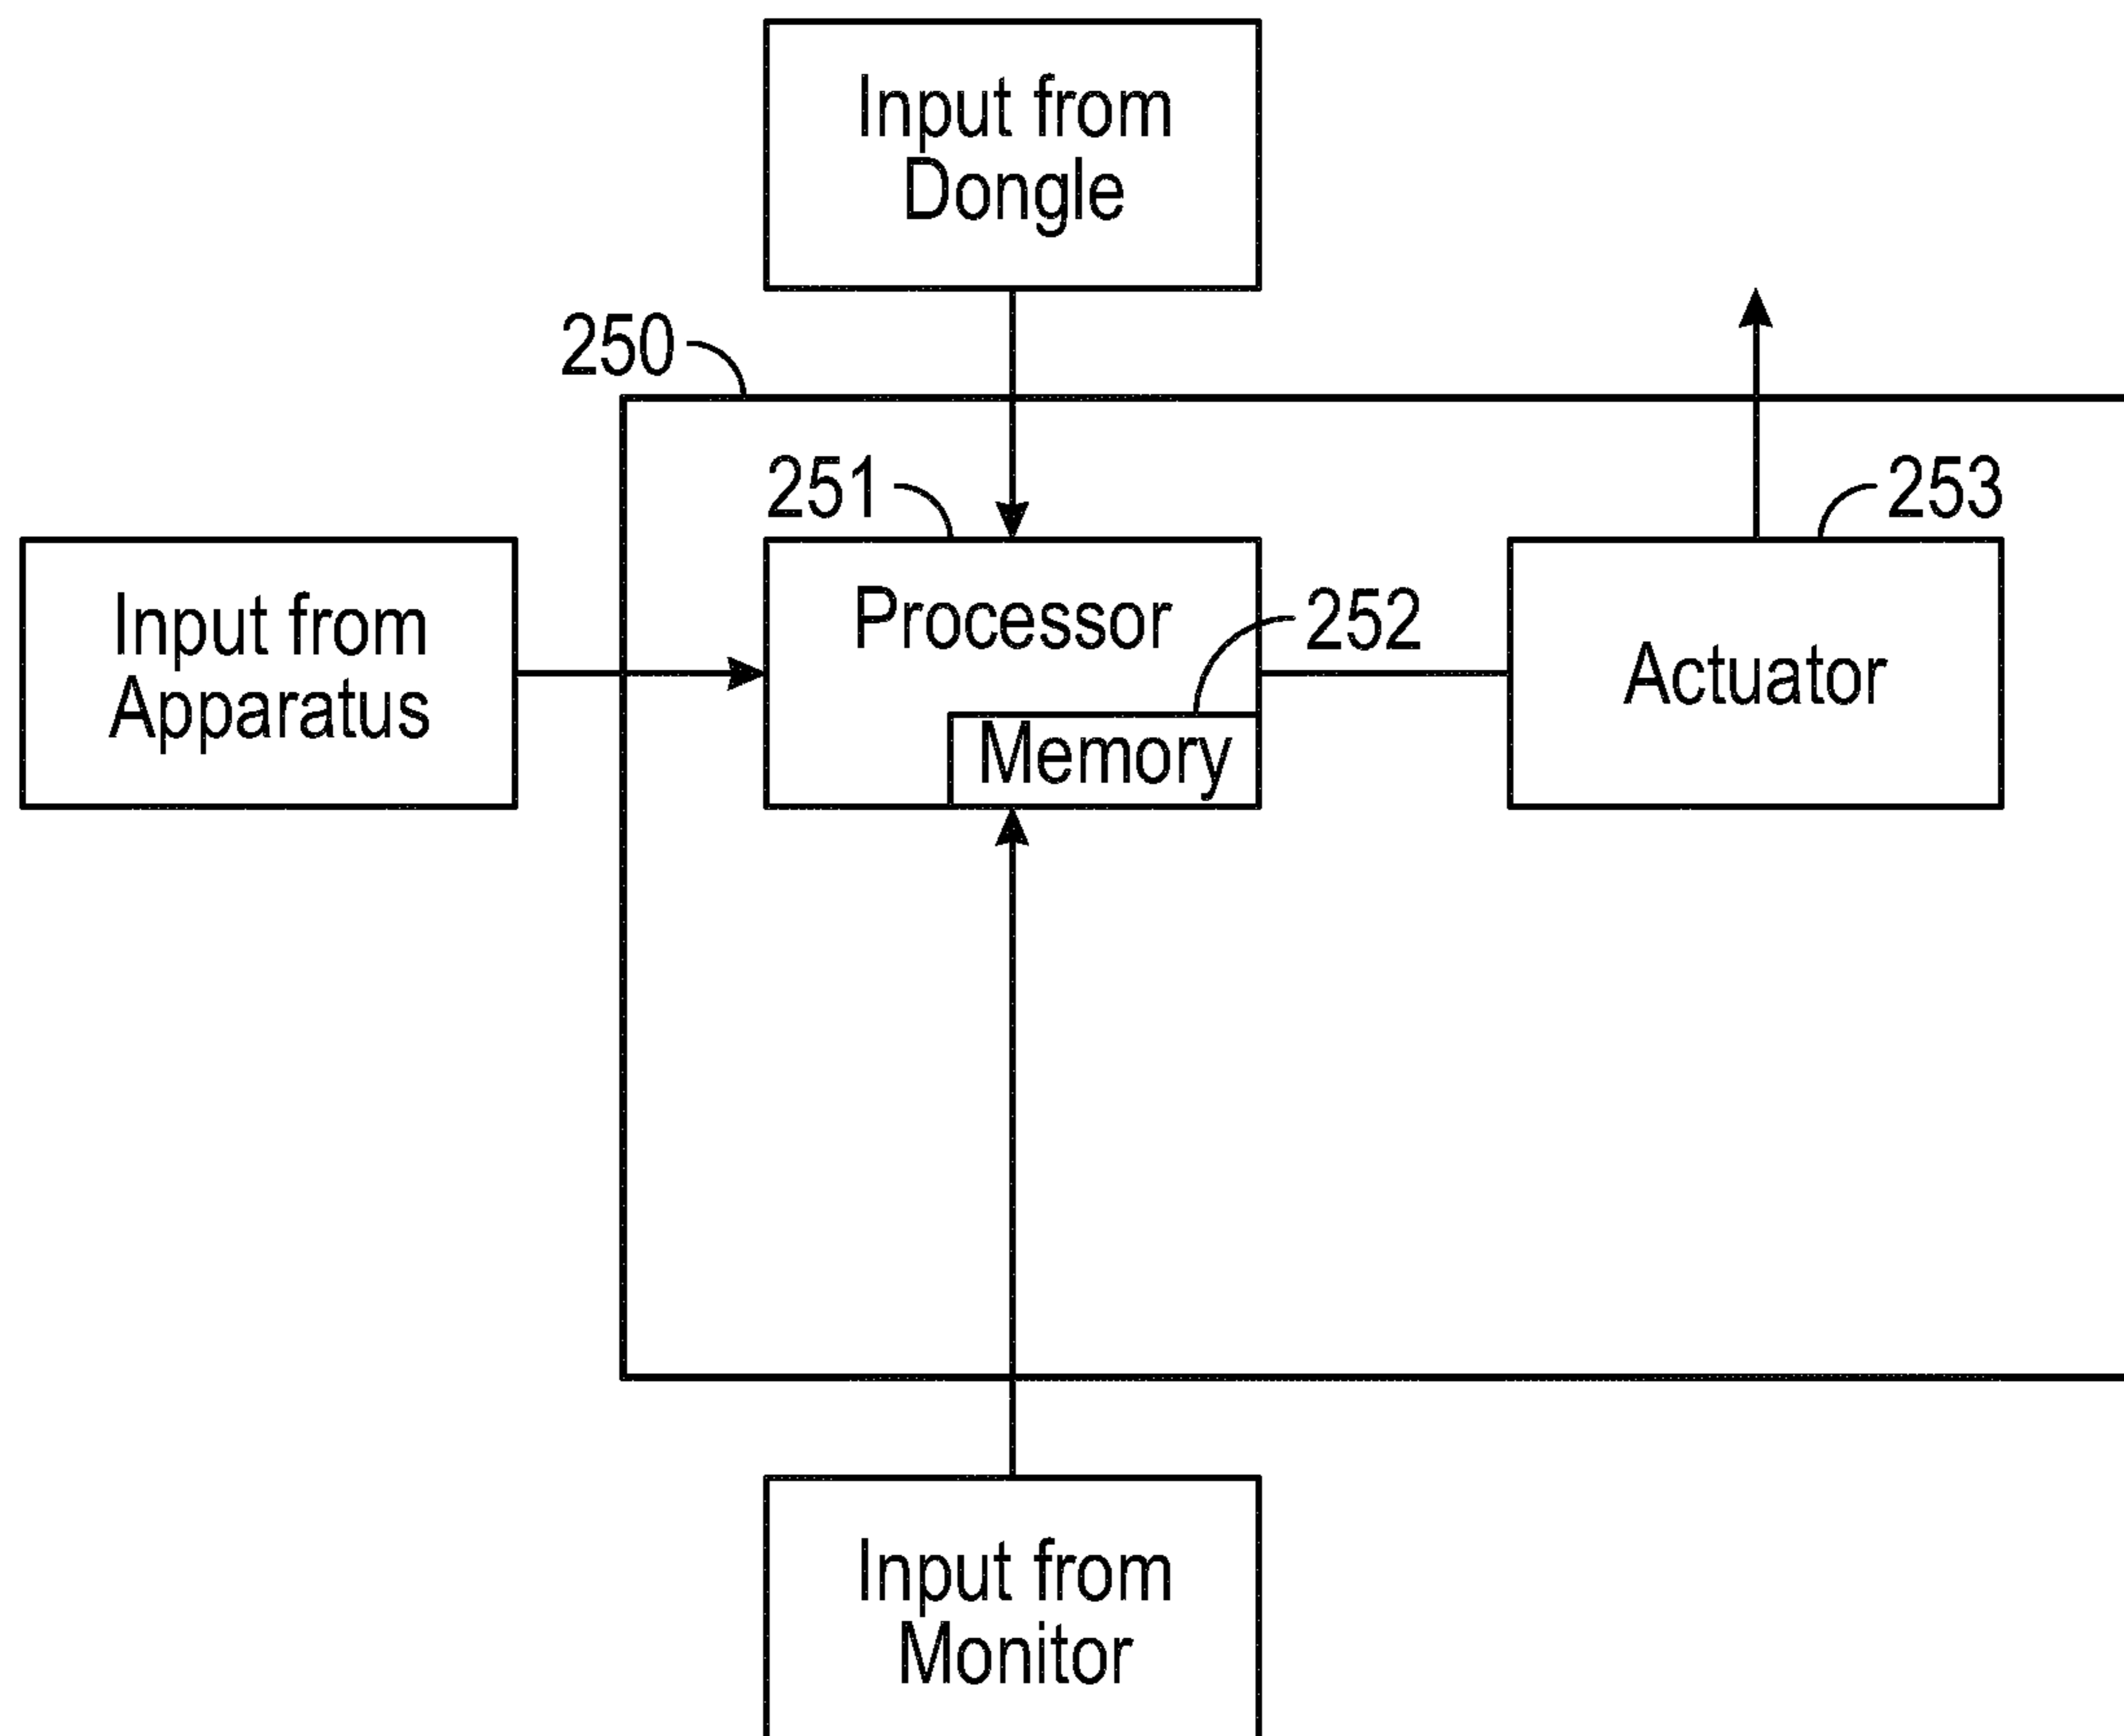 Input from
Dongle
250
251
253
Input from
Apparatus
Processor
252
Memory
Actuator
Input from
Monitor